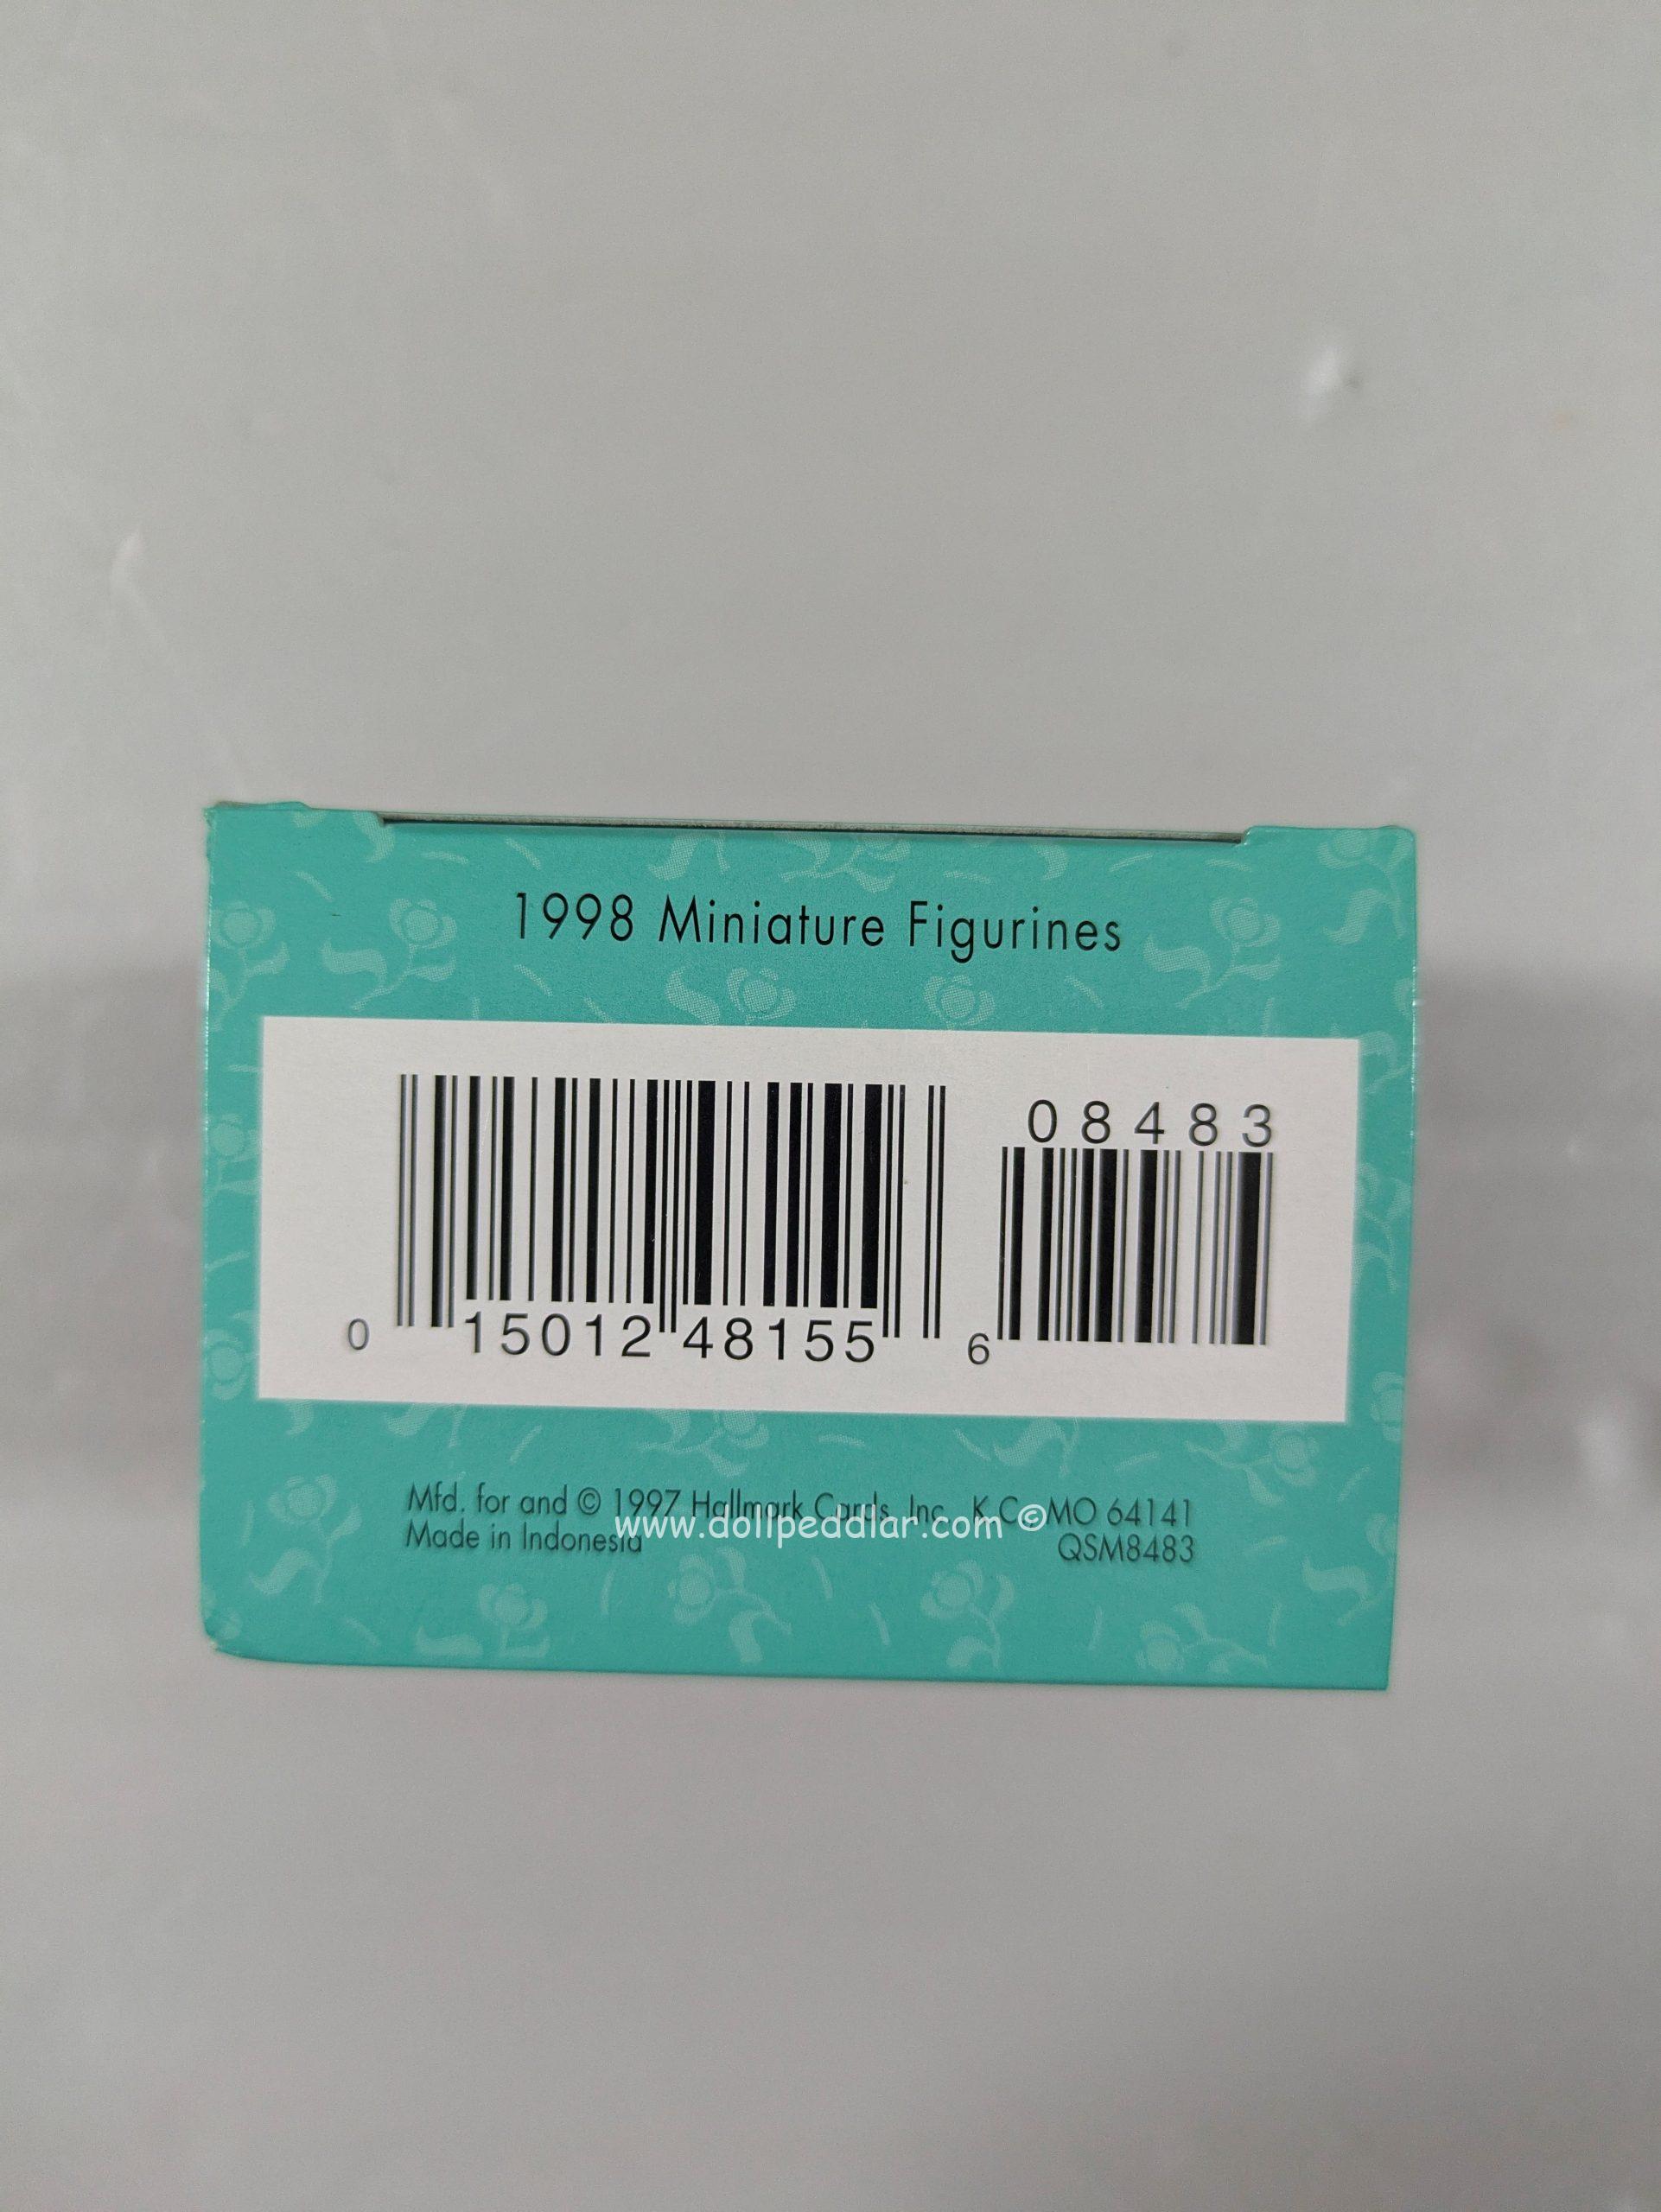 1998 Miniature Figurines
08483
0 15012 48155 6
Mfd. for and © 1997 Hallmark Cards, Inc., K.C., MO 64141
www.dollpeddlar.com ©
Made in Indonesia
QSM8483